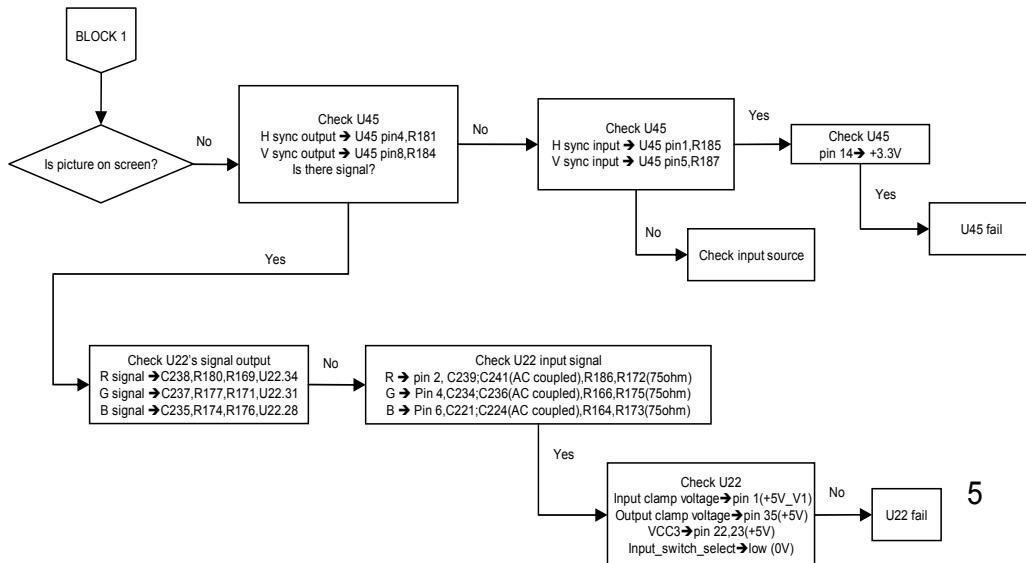 BLOCK 1
Is picture on screen?
No
Check U45
H sync output ➔ U45 pin4,R181
V sync output ➔ U45 pin8,R184
Is there signal?
No
Check U45
H sync input ➔ U45 pin1,R185
V sync input ➔ U45 pin5,R187
Yes
Check U45
pin 14➔ +3.3V
Yes
U45 fail
No
Check input source
Yes
Check U22's signal output
R signal ➔C238,R180,R169,U22.34
G signal ➔C237,R177,R171,U22.31
B signal ➔C235,R174,R176,U22.28
No
Check U22 input signal
R ➔ pin 2, C239;C241(AC coupled),R186,R172(75ohm)
G ➔ Pin 4,C234;C236(AC coupled),R166,R175(75ohm)
B ➔ Pin 6,C221;C224(AC coupled),R164,R173(75ohm)
Yes
Check U22
Input clamp voltage➔pin 1(+5V_V1)
Output clamp voltage➔pin 35(+5V)
VCC3➔pin 22,23(+5V)
Input_switch_select➔low (0V)
No
U22 fail
5